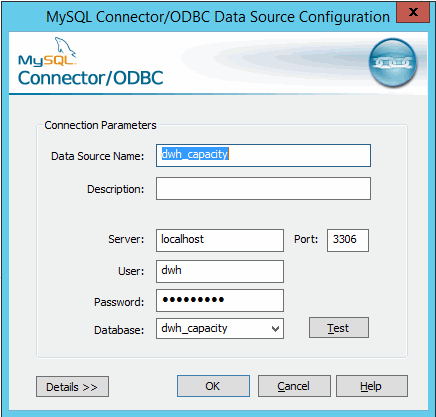 MySQL Connector/ODBC Data Source Configuration
x
MySQL
Connector/ODBC
Connection Parameters
Data Source Name: dwh_capacity
Description:
Server: localhost Port: 3306
User: dwh
Password: •••••••••
Database: dwh_capacity Test
Details >> OK Cancel Help